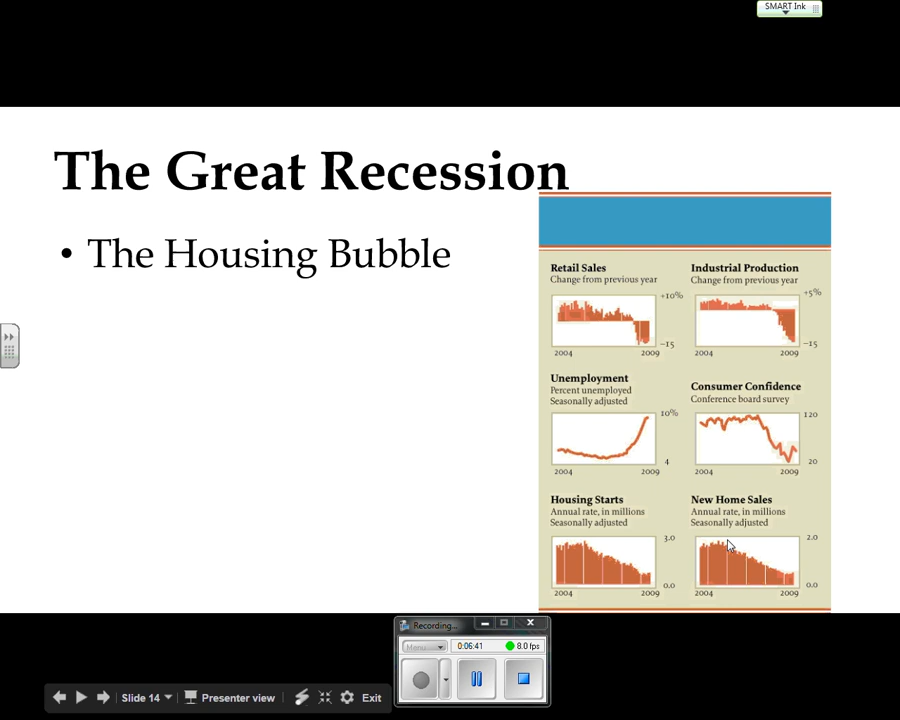 SMART Ink
The Great Recession
• The Housing Bubble
Retail Sales
Change from previous year
+10%
−15
2004 2009
Industrial Production
Change from previous year
+5%
−15
2004 2009
Unemployment
Percent unemployed
Seasonally adjusted
10%
4
2004 2009
Consumer Confidence
Conference board survey
120
20
2004 2009
Housing Starts
Annual rate, in millions
Seasonally adjusted
3.0
0.0
2004 2009
New Home Sales
Annual rate, in millions
Seasonally adjusted
2.0
0.0
2004 2009
Recording...
Menu 0:06:41 8.0 fps
Slide 14 Presenter view Exit